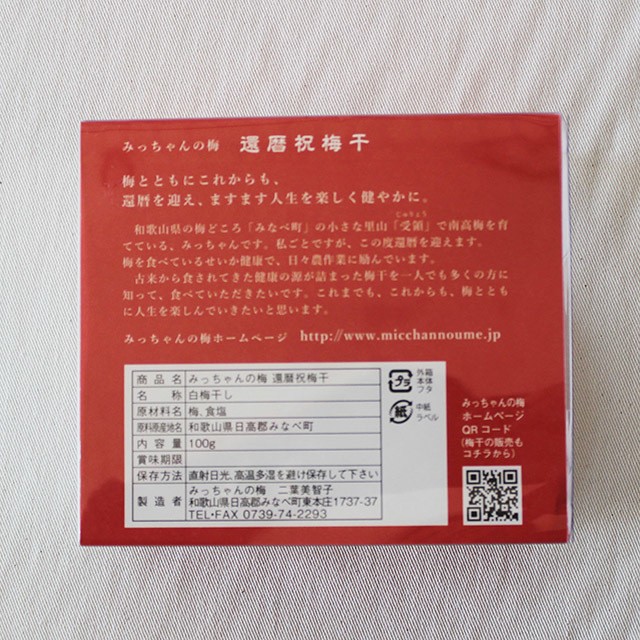 みっちゃんの梅 還暦祝梅干
梅とともにこれからも、
還暦を迎え、ますます人生を楽しく健やかに。
和歌山県の梅どころ「みなべ町」の小さな里山「受領」で南高梅を育
じゅりょう
てている、みっちゃんです。私ごとですが、この度還暦を迎えます。
梅を食べているせいか健康で、日々農作業に励んでいます。
古来から食されてきた健康の源が詰まった梅干を一人でも多くの方に
知って、食べていただきたいです。これまでも、これからも、梅ととも
に人生を楽しんでいきたいと思います。
みっちゃんの梅ホームページ http://www.micchannoume.jp
商品名 みっちゃんの梅 還暦祝梅干
名称 白梅干し
原材料名 梅、食塩
原料原産地名 和歌山県日高郡みなべ町
内容量 100g
賞味期限
保存方法 直射日光、高温多湿を避け保存して下さい
製造者 みっちゃんの梅 二葉美智子
和歌山県日高郡みなべ町東本庄1737-37
TEL・FAX 0739-74-2293
プラ 外箱 本体 フタ
紙 中紙 ラベル
みっちゃんの梅
ホームページ
QRコード
(梅干の販売も
コチラから)